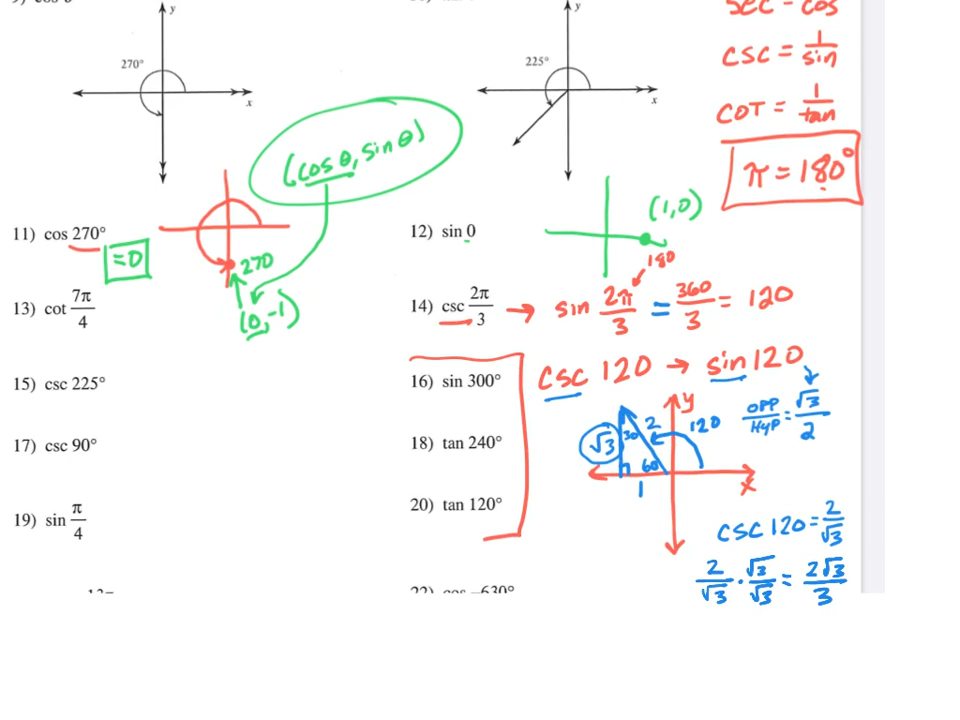 y
y
SEC = COS
270°
225°
x
x
CSC = 1/sin
COT = 1/tan
π = 180°
(cos θ, sin θ)
(1,0)
11) cos 270°
= 0
270
(0,-1)
12) sin 0
180
13) cot 7π/4
14) csc 2π/3 → sin 2π/3 = 360/3 = 120
15) csc 225°
16) sin 300°
CSC 120 → sin 120
OPP/HYP = √3/2
y
120
2
30
√3
60
1
x
17) csc 90°
18) tan 240°
19) sin π/4
20) tan 120°
CSC 120 = 2/√3
2/√3 · √3/√3 = 2√3/3
22) cos −630°